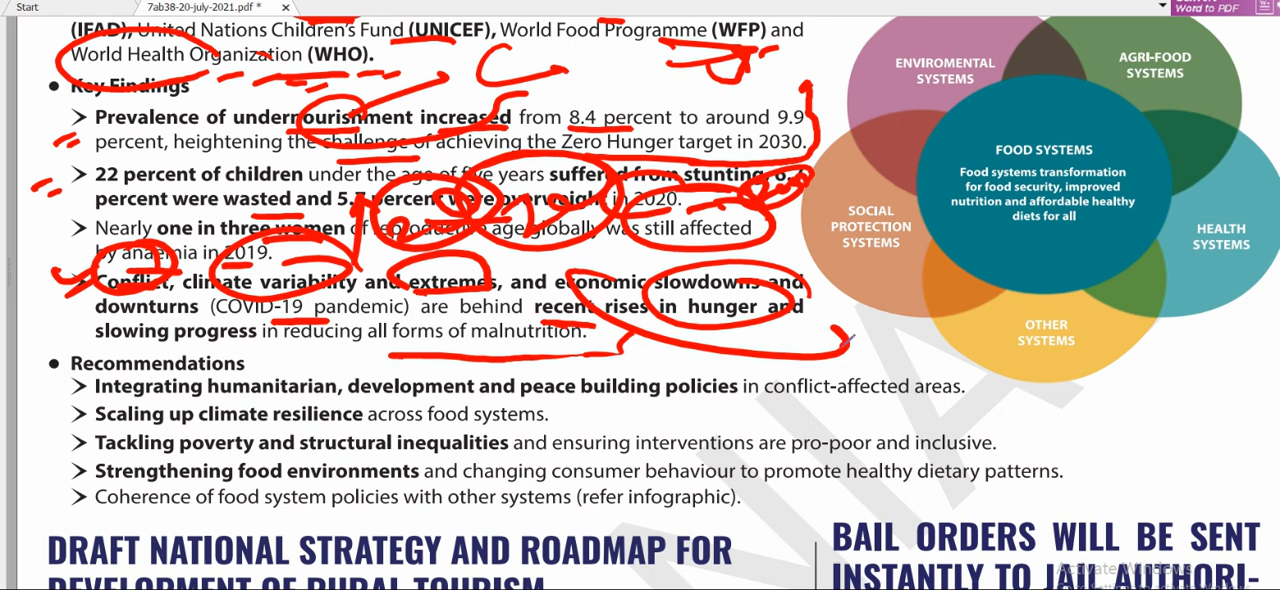 Start
7ab38-20-july-2021.pdf *
Word to PDF
(IFAD), United Nations Children's Fund (UNICEF), World Food Programme (WFP) and
World Health Organization (WHO).
● Key Findings
➤ Prevalence of undernourishment increased from 8.4 percent to around 9.9
percent, heightening the challenge of achieving the Zero Hunger target in 2030.
➤ 22 percent of children under the age of five years suffered from stunting,
percent were wasted and percent were overweight in 2020.
➤ Nearly one in three women of reproductive age globally was still affected
by anaemia in 2019.
➤ Conflict, climate variability and extremes, and economic slowdowns and
downturns (COVID-19 pandemic) are behind recent rises in hunger and
slowing progress in reducing all forms of malnutrition.
● Recommendations
➤ Integrating humanitarian, development and peace building policies in conflict-affected areas.
➤ Scaling up climate resilience across food systems.
➤ Tackling poverty and structural inequalities and ensuring interventions are pro-poor and inclusive.
➤ Strengthening food environments and changing consumer behaviour to promote healthy dietary patterns.
➤ Coherence of food system policies with other systems (refer infographic).
ENVIROMENTAL
SYSTEMS
AGRI-FOOD
SYSTEMS
FOOD SYSTEMS
Food systems transformation
for food security, improved
nutrition and affordable healthy
diets for all
SOCIAL
PROTECTION
SYSTEMS
HEALTH
SYSTEMS
OTHER
SYSTEMS
DRAFT NATIONAL STRATEGY AND ROADMAP FOR
DEVELOPMENT OF RURAL TOURISM
BAIL ORDERS WILL BE SENT
INSTANTLY TO JAIL AUTHORI-
Activate Windows